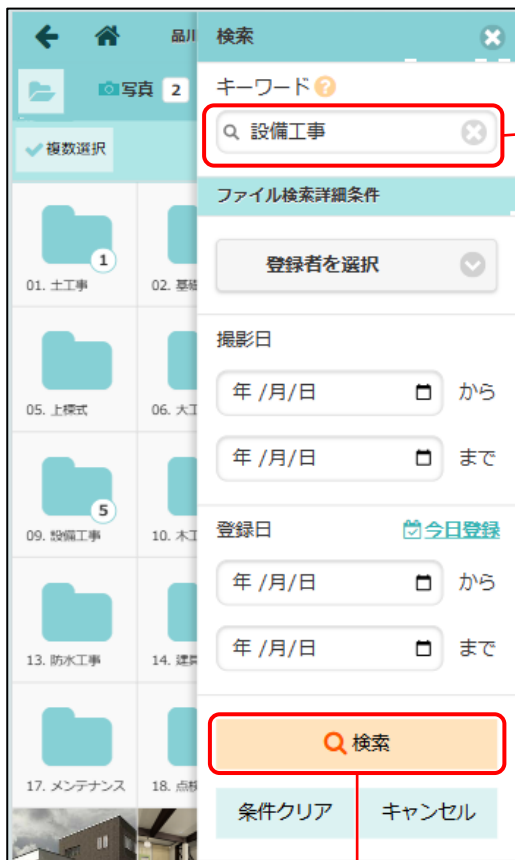 品川
検索
写真 2
キーワード
複数選択
設備工事
ファイル検索詳細条件
1
01. 土工事
02. 基礎
登録者を選択
撮影日
年 /月/日 から
05. 上棟式
06. 大工
年 /月/日 まで
5
09. 設備工事
10. 木工
登録日
今日登録
年 /月/日 から
13. 防水工事
14. 建具
年 /月/日 まで
検索
17. メンテナンス
18. 点検
条件クリア
キャンセル